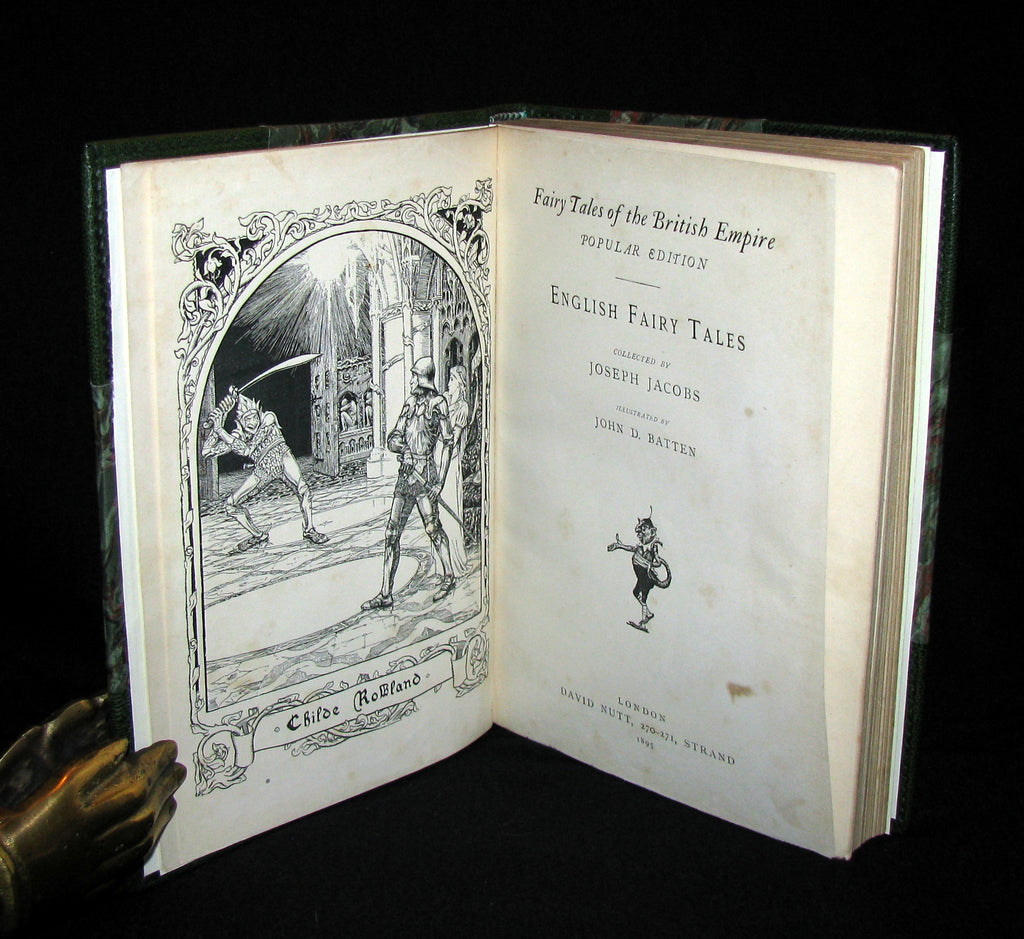 Childe Rowland
Fairy Tales of the British Empire
POPULAR EDITION
ENGLISH FAIRY TALES
COLLECTED BY
JOSEPH JACOBS
ILLUSTRATED BY
JOHN D. BATTEN
LONDON
DAVID NUTT, 270-271, STRAND
1895